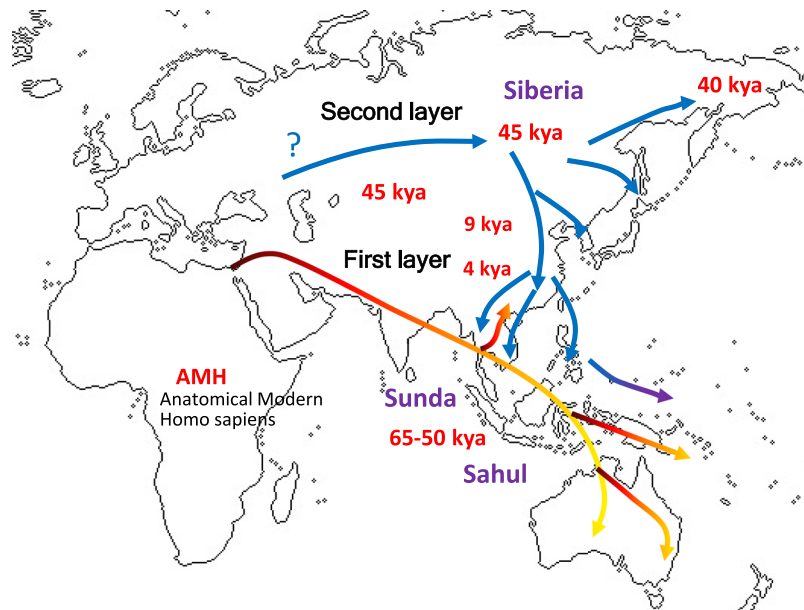 Siberia
40 kya
Second layer
45 kya
?
45 kya
9 kya
First layer
4 kya
AMH
Anatomical Modern
Homo sapiens
Sunda
65-50 kya
Sahul